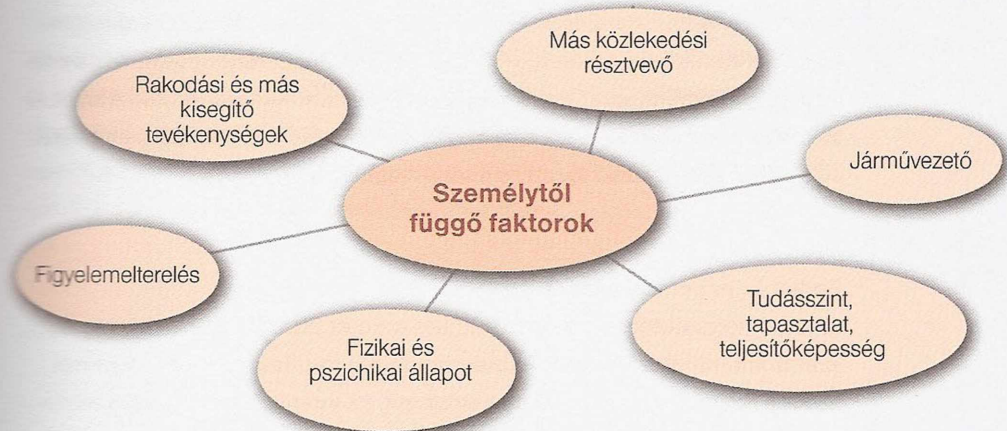 Más közlekedési
résztvevő
Rakodási és más
kisegítő
tevékenységek
Járművezető
Személytől
függő faktorok
Figyelemelterelés
Tudásszint,
tapasztalat,
teljesítőképesség
Fizikai és
pszichikai állapot